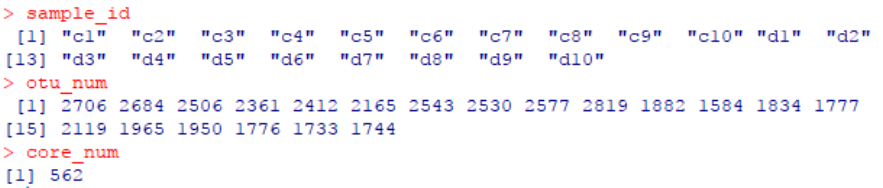 > sample_id
 [1] "c1"  "c2"  "c3"  "c4"  "c5"  "c6"  "c7"  "c8"  "c9"  "c10" "d1"  "d2"
[13] "d3"  "d4"  "d5"  "d6"  "d7"  "d8"  "d9"  "d10"
> otu_num
 [1] 2706 2684 2506 2361 2412 2165 2543 2530 2577 2819 1882 1584 1834 1777
[15] 2119 1965 1950 1776 1733 1744
> core_num
[1] 562